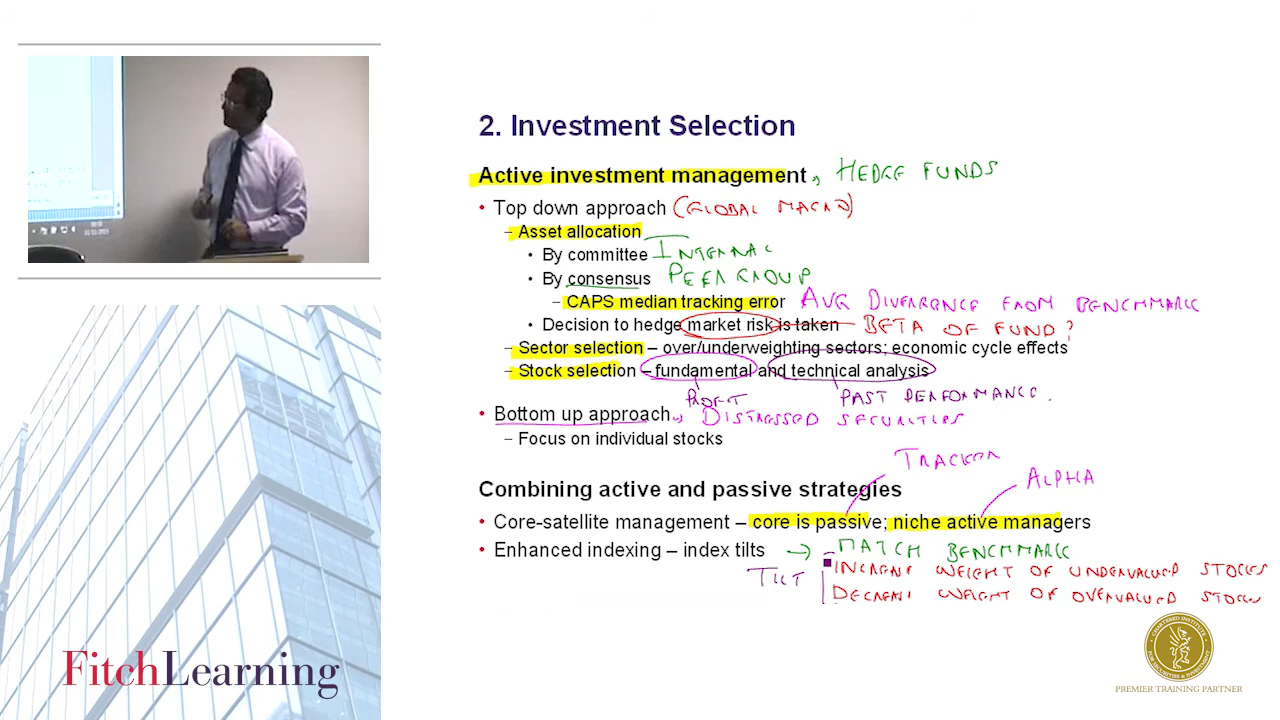 2. Investment Selection
Active investment management, HEDGE FUNDS
• Top down approach (GLOBAL MACRO)
– Asset allocation
• By committee INTERNAL
• By consensus PEER GROUP
– CAPS median tracking error AVG DIVERGENCE FROM BENCHMARK
• Decision to hedge market risk is taken BETA OF FUND?
– Sector selection – over/underweighting sectors; economic cycle effects
– Stock selection – fundamental and technical analysis
PROFIT PAST PERFORMANCE.
• Bottom up approach DISTRESSED SECURITIES
– Focus on individual stocks
TRACKER
ALPHA
Combining active and passive strategies
• Core-satellite management – core is passive; niche active managers
• Enhanced indexing – index tilts → MATCH BENCHMARK
TILT INCREASE WEIGHT OF UNDERVALUED STOCKS
DECREASE WEIGHT OF OVERVALUED STOCKS
FitchLearning
CHARTERED INSTITUTE
FOR SECURITIES & INVESTMENT
PREMIER TRAINING PARTNER